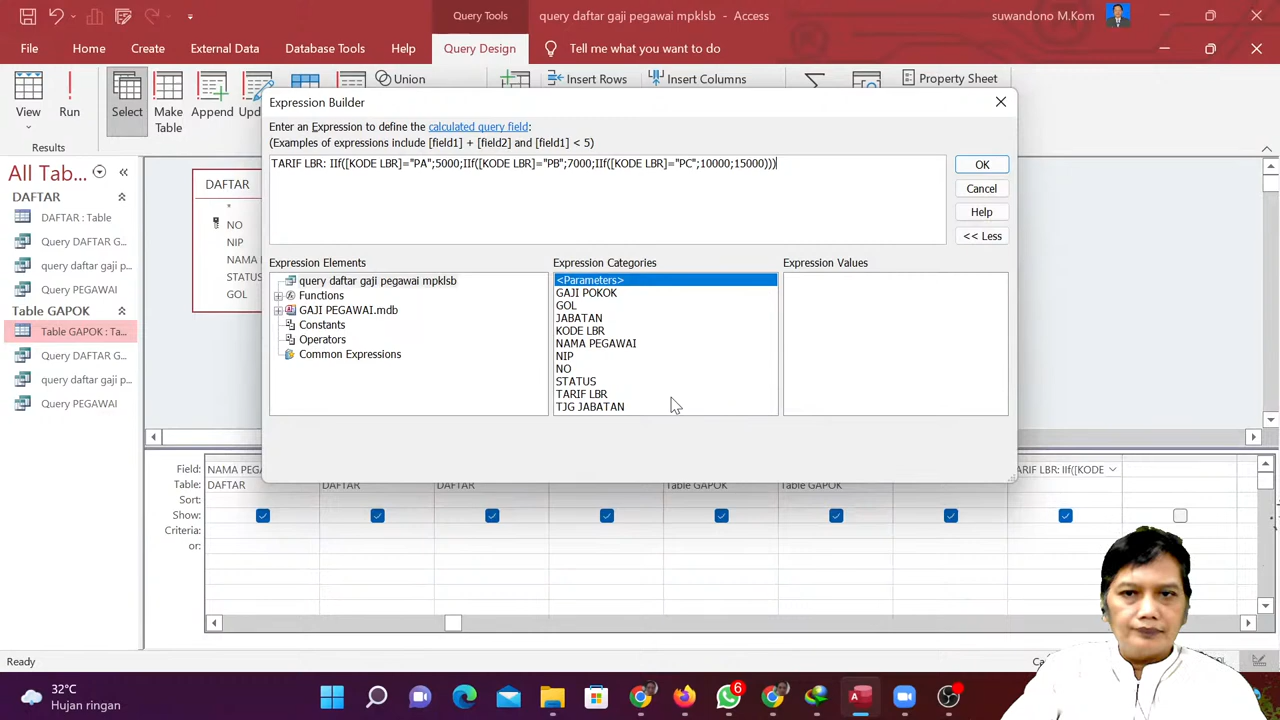 Query Tools
query daftar gaji pegawai mpklsb - Access
suwandono M.Kom
File
Home
Create
External Data
Database Tools
Help
Query Design
Tell me what you want to do
View
Run
Select
Make
Table
Append
Union
Insert Rows
Insert Columns
Property Sheet
Results
Expression Builder
Enter an Expression to define the calculated query field:
(Examples of expressions include [field1] + [field2] and [field1] < 5)
TARIF LBR: IIf([KODE LBR]="PA";5000;IIf([KODE LBR]="PB";7000;IIf([KODE LBR]="PC";10000;15000)))
OK
Cancel
Help
<< Less
Expression Elements
query daftar gaji pegawai mpklsb
Functions
GAJI PEGAWAI.mdb
Constants
Operators
Common Expressions
Expression Categories
<Parameters>
GAJI POKOK
GOL
JABATAN
KODE LBR
NAMA PEGAWAI
NIP
NO
STATUS
TARIF LBR
TJG JABATAN
Expression Values
DAFTAR
DAFTAR : Table
Query DAFTAR G...
query daftar gaji p...
Query PEGAWAI
Table GAPOK
Table GAPOK : Ta...
Query DAFTAR G...
query daftar gaji p...
Query PEGAWAI
DAFTAR
*
NO
NIP
NAMA
STATUS
GOL
Field:
NAMA PEGA
TARIF LBR: IIf([KODE
Table:
DAFTAR
DAFTAR
DAFTAR
Table GAPOK
Table GAPOK
Sort:
Show:
Criteria:
or:
Ready
32°C
Hujan ringan
6